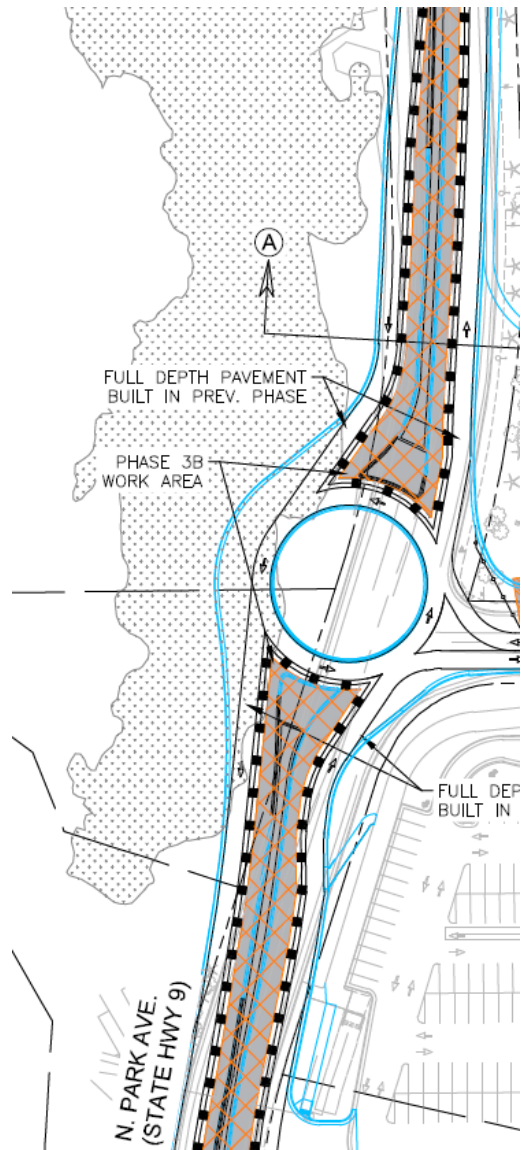 A
FULL DEPTH PAVEMENT
BUILT IN PREV. PHASE
PHASE 3B
WORK AREA
FULL DEP
BUILT IN
N. PARK AVE.
(STATE HWY 9)